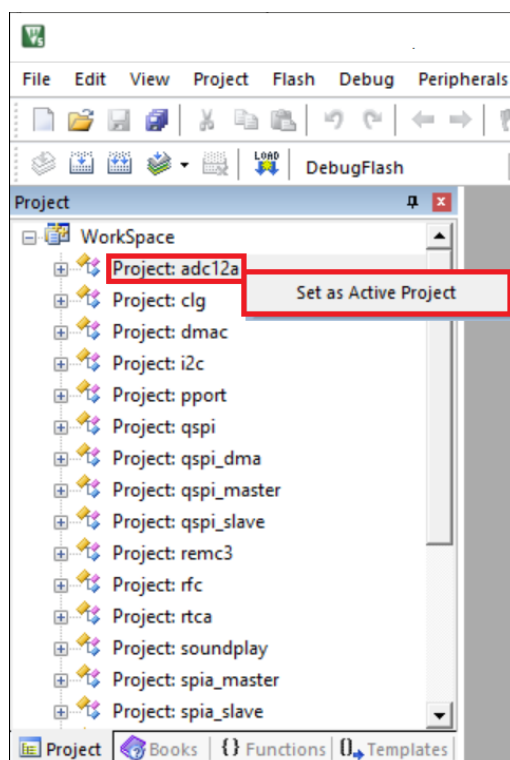 File Edit View Project Flash Debug Peripherals
LOAD
DebugFlash
Project
WorkSpace
Project: adc12a
Set as Active Project
Project: clg
Project: dmac
Project: i2c
Project: pport
Project: qspi
Project: qspi_dma
Project: qspi_master
Project: qspi_slave
Project: remc3
Project: rfc
Project: rtca
Project: soundplay
Project: spia_master
Project: spia_slave
Project Books {} Functions 0 Templates